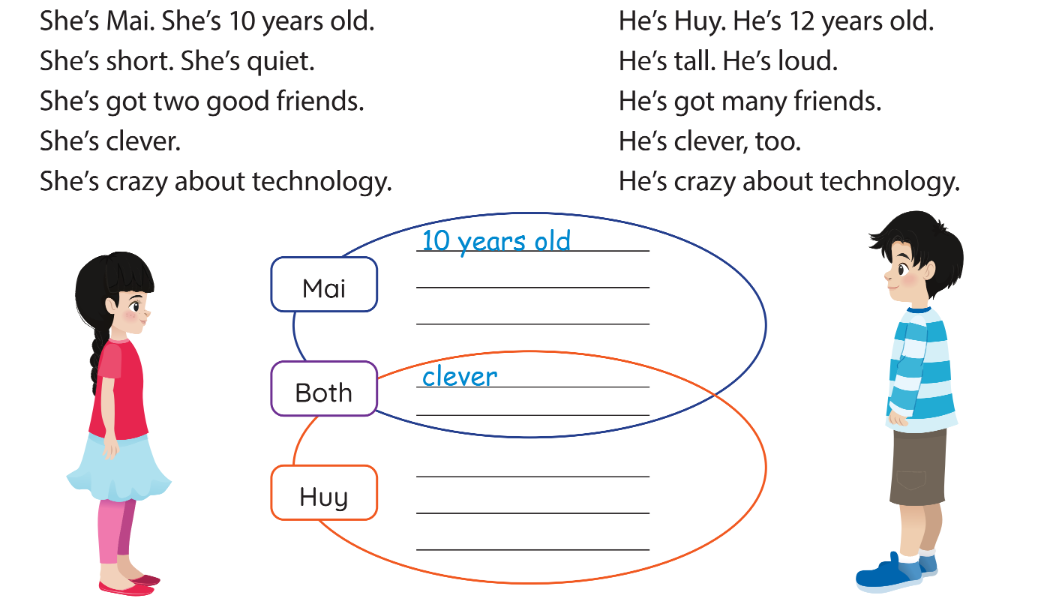 She's Mai. She's 10 years old.
She's short. She's quiet.
She's got two good friends.
She's clever.
She's crazy about technology.
He's Huy. He's 12 years old.
He's tall. He's loud.
He's got many friends.
He's clever, too.
He's crazy about technology.
10 years old
Mai
clever
Both
Huy